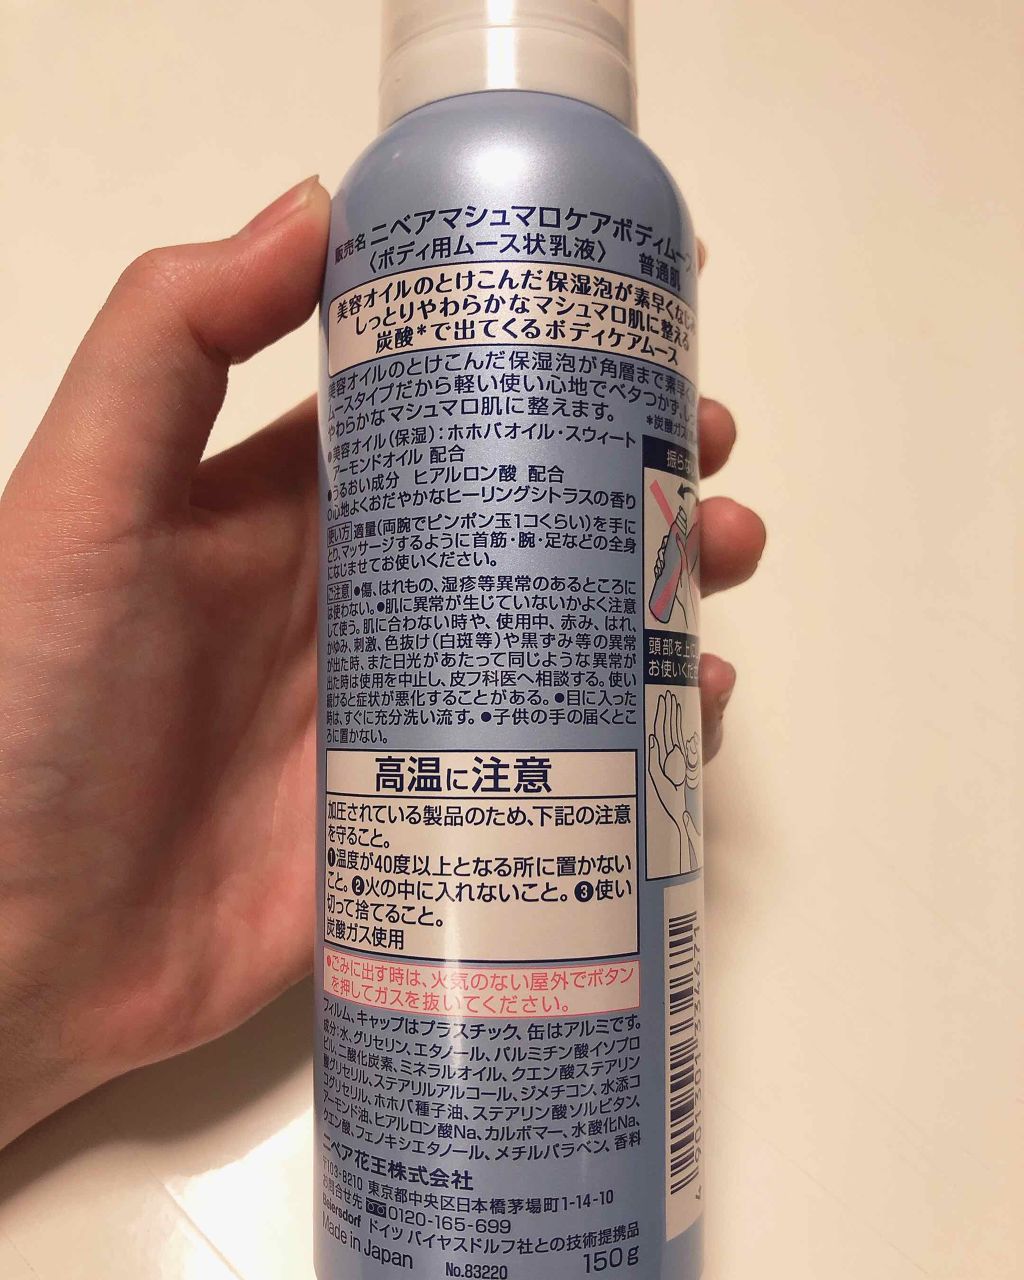 販売名 ニベアマシュマロケアボディムー
〈ボディ用ムース状乳液〉 普通肌
美容オイルのとけこんだ保湿泡が素早くなじみ
しっとりやわらかなマシュマロ肌に整える
炭酸*で出てくるボディケアムース
美容オイルのとけこんだ保湿泡が角層まで素早く
ムースタイプだから軽い使い心地でベタつかず、しっ
やわらかなマシュマロ肌に整えます。
*炭酸ガス
●美容オイル(保湿):ホホバオイル・スウィート
アーモンドオイル 配合
●うるおい成分 ヒアルロン酸 配合
○心地よくおだやかなヒーリングシトラスの香り
使い方 適量(両腕でピンポン玉1コくらい)を手に
とり、マッサージするように首筋・腕・足などの全身
になじませてお使いください。
ご注意 ●傷、はれもの、湿疹等異常のあるところに
は使わない。●肌に異常が生じていないかよく注意
して使う。肌に合わない時や、使用中、赤み、はれ、
かゆみ、刺激、色抜け(白斑等)や黒ずみ等の異常
が出た時、また日光があたって同じような異常が
出た時は使用を中止し、皮フ科医へ相談する。使い
続けると症状が悪化することがある。●目に入った
時は、すぐに充分洗い流す。●子供の手の届くとこ
ろに置かない。
振らな
頭部を上に
お使いくださ
高温に注意
加圧されている製品のため、下記の注意
を守ること。
❶温度が40度以上となる所に置かない
こと。❷火の中に入れないこと。❸使い
切って捨てること。
炭酸ガス使用
●ごみに出す時は、火気のない屋外でボタン
を押してガスを抜いてください。
フィルム、キャップはプラスチック、缶はアルミです。
成分:水、グリセリン、エタノール、パルミチン酸イソプロ
ピル、二酸化炭素、ミネラルオイル、クエン酸ステアリン
酸グリセリル、ステアリルアルコール、ジメチコン、水添コ
コグリセリル、ホホバ種子油、ステアリン酸ソルビタン、
アーモンド油、ヒアルロン酸Na、カルボマー、水酸化Na、
クエン酸、フェノキシエタノール、メチルパラベン、香料
ニベア花王株式会社
〒103-8210 東京都中央区日本橋茅場町1-14-10
お問合せ先 0120-165-699
Beiersdorf ドイツ バイヤスドルフ社との技術提携品
Made in Japan No.83220 150g